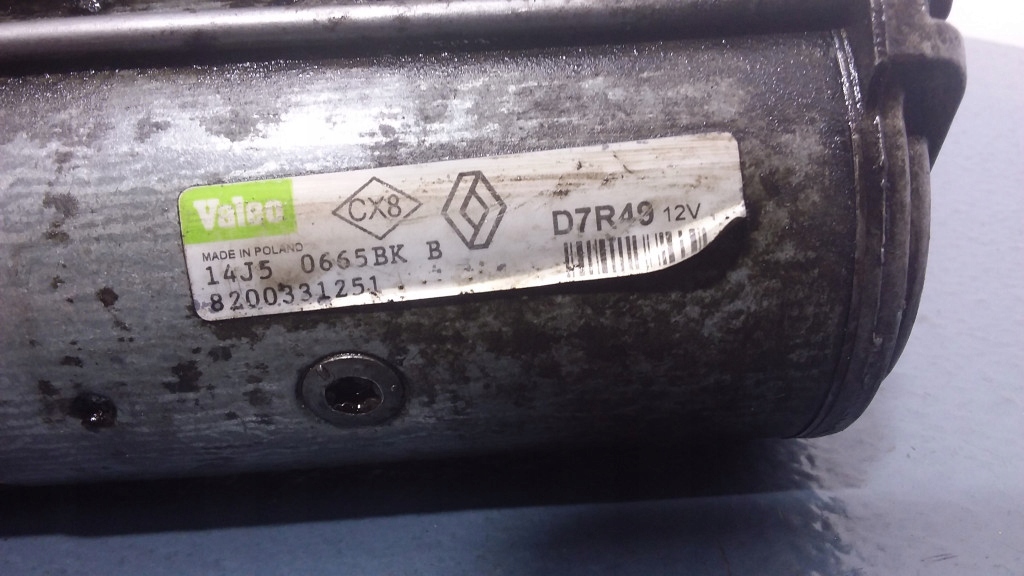 Valeo
CX8
D7R49 12V
MADE IN POLAND
14J5 0665BK B
8200331251